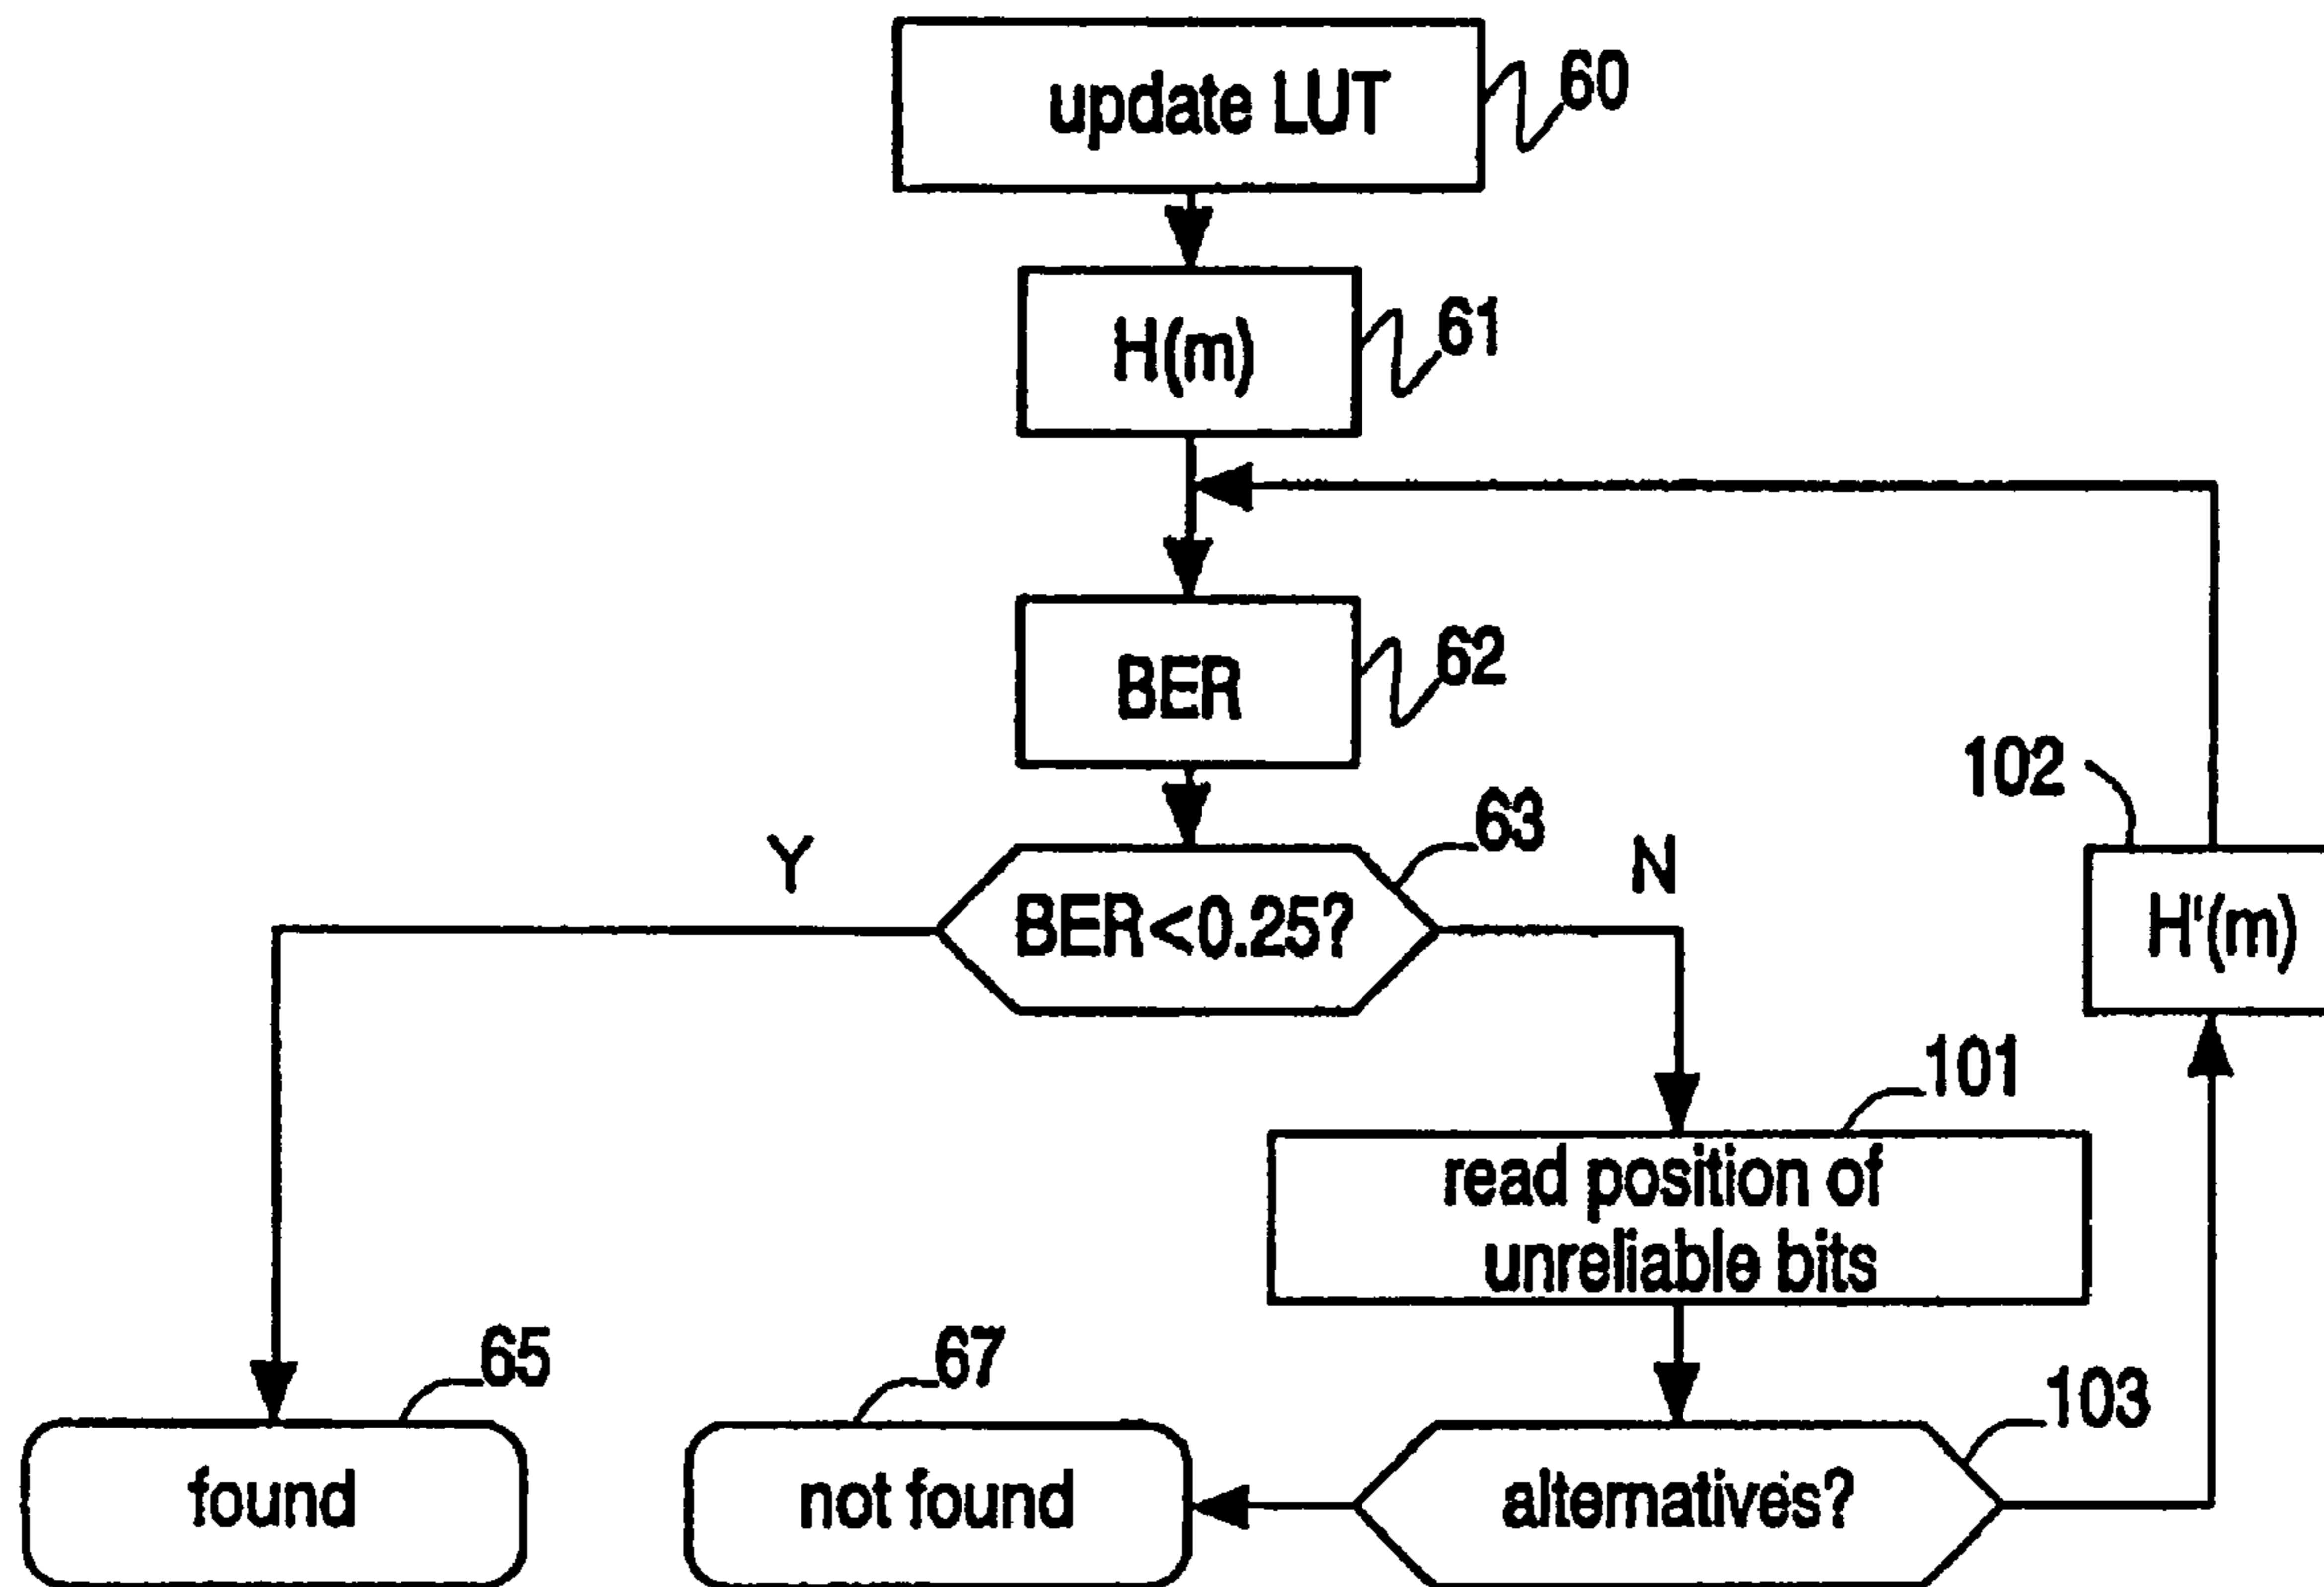 update LUT
60
H(m)
61
BER
62
102
63
Y
N
BER<0.25?
H'(m)
101
read position of
unreliable bits
65
67
103
found
not found
alternatives?